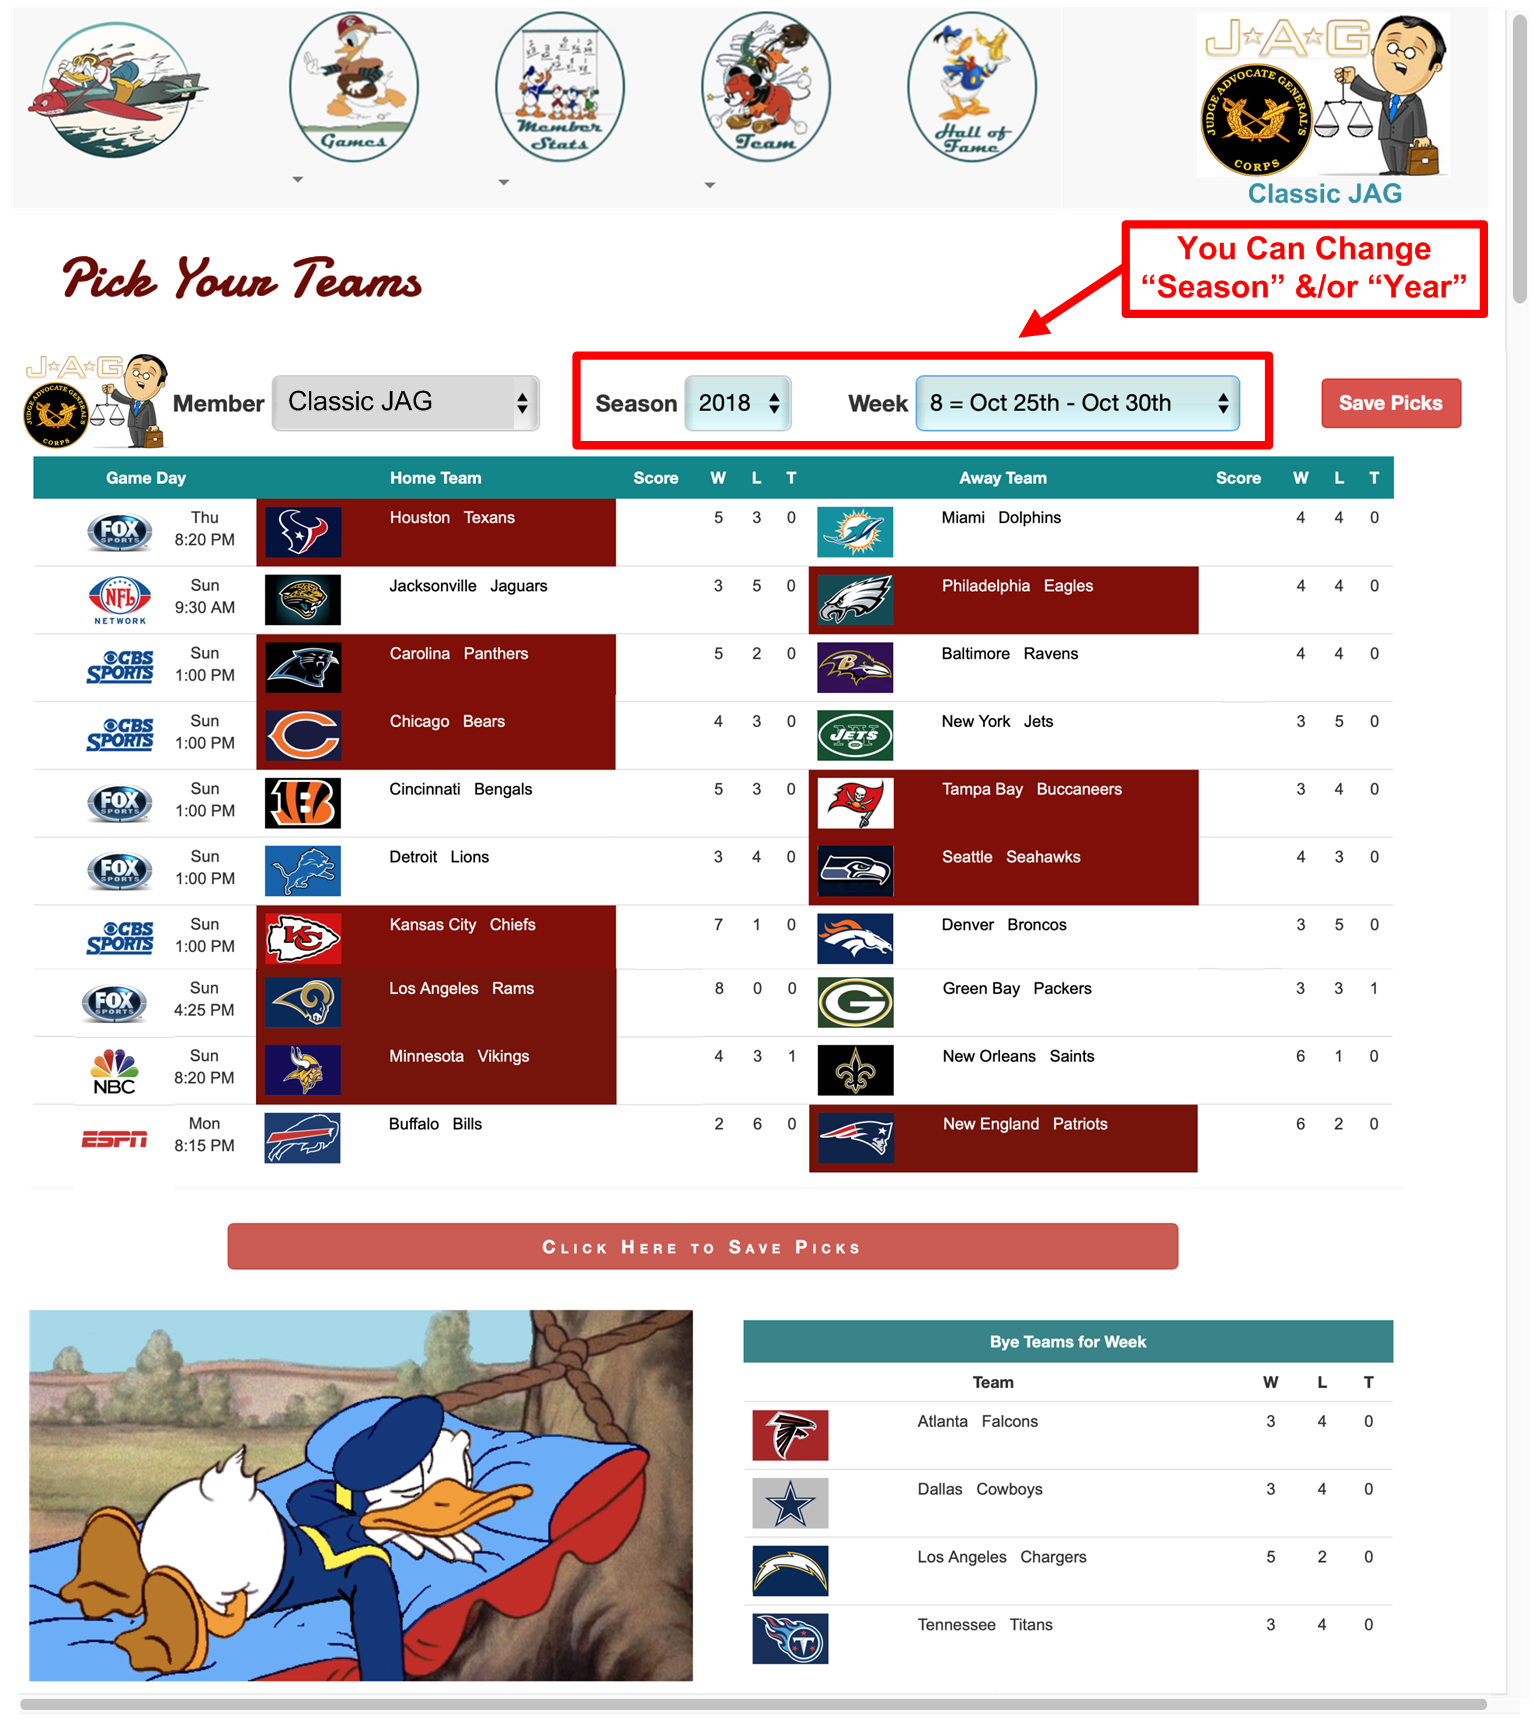 Games
Member
Stats
Team
Hall of
Fame
J★A★G
JUDGE ADVOCATE GENERAL'S
CORPS
Classic JAG
You Can Change
“Season” &/or “Year”
Pick Your Teams
J★A★G
JUDGE ADVOCATE GENERAL'S
CORPS
Member Classic JAG Season 2018 Week 8 = Oct 25th - Oct 30th Save Picks
Game Day Home Team Score W L T Away Team Score W L T
FOX SPORTS Thu 8:20 PM Houston Texans 5 3 0 Miami Dolphins 4 4 0
NFL NETWORK Sun 9:30 AM Jacksonville Jaguars 3 5 0 Philadelphia Eagles 4 4 0
CBS SPORTS Sun 1:00 PM Carolina Panthers 5 2 0 B Baltimore Ravens 4 4 0
CBS SPORTS Sun 1:00 PM Chicago Bears 4 3 0 NY JETS New York Jets 3 5 0
FOX SPORTS Sun 1:00 PM B Cincinnati Bengals 5 3 0 Tampa Bay Buccaneers 3 4 0
FOX SPORTS Sun 1:00 PM Detroit Lions 3 4 0 Seattle Seahawks 4 3 0
CBS SPORTS Sun 1:00 PM KC Kansas City Chiefs 7 1 0 Denver Broncos 3 5 0
FOX SPORTS Sun 4:25 PM Los Angeles Rams 8 0 0 G Green Bay Packers 3 3 1
NBC Sun 8:20 PM Minnesota Vikings 4 3 1 New Orleans Saints 6 1 0
ESPN Mon 8:15 PM Buffalo Bills 2 6 0 New England Patriots 6 2 0
Click Here to Save Picks
Bye Teams for Week
Team W L T
Atlanta Falcons 3 4 0
Dallas Cowboys 3 4 0
Los Angeles Chargers 5 2 0
T Tennessee Titans 3 4 0